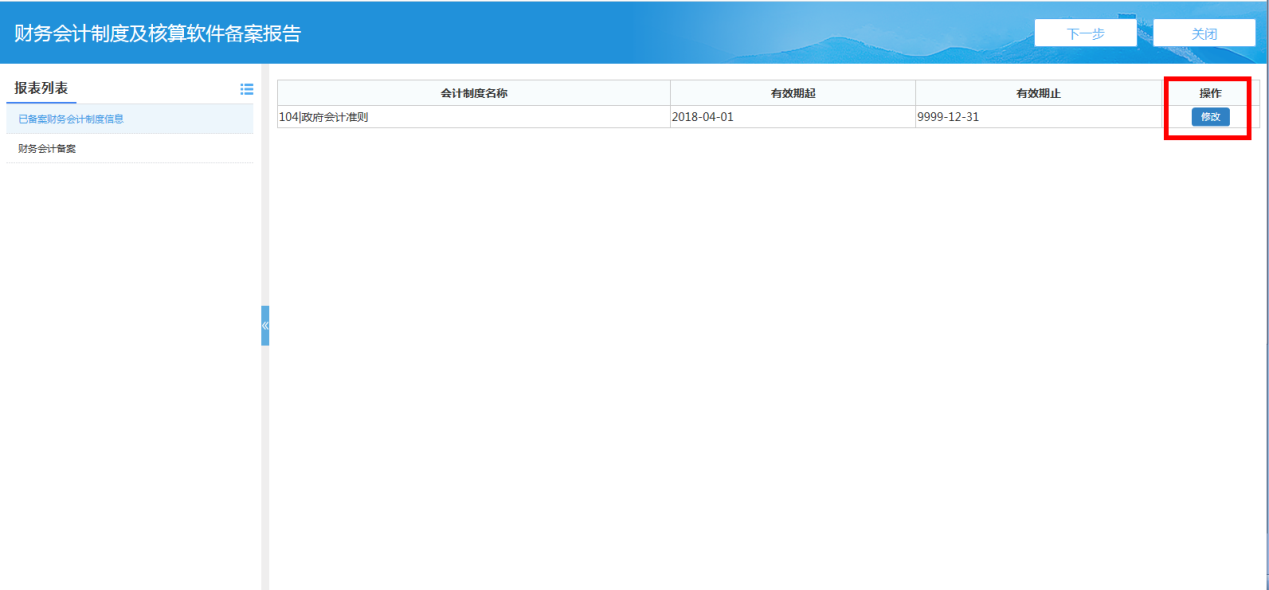 财务会计制度及核算软件备案报告
下一步
关闭
报表列表
已备案财务会计制度信息
财务会计备案
会计制度名称 有效期起 有效期止 操作
104|政府会计准则 2018-04-01 9999-12-31 修改